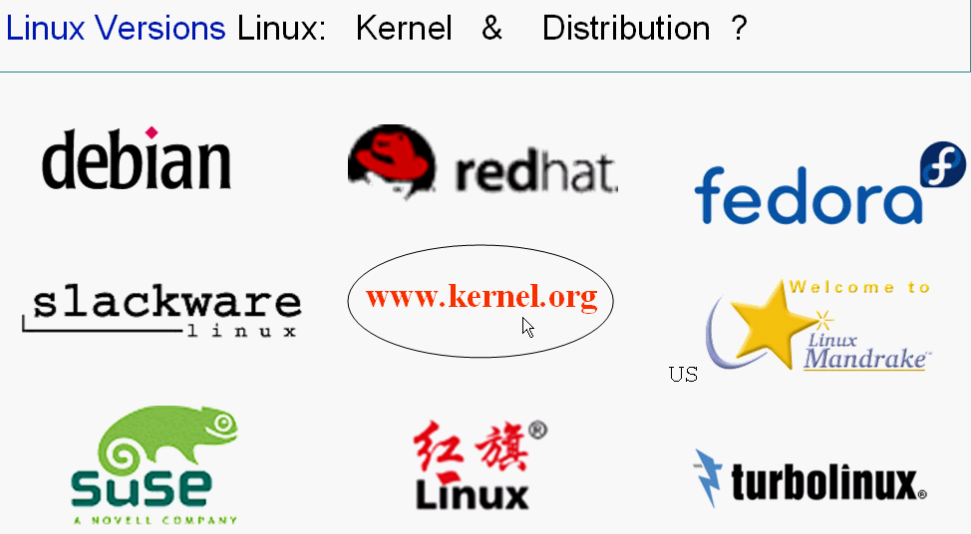 Linux Versions Linux: Kernel & Distribution ?
debian
redhat.
fedora
slackware
linux
www.kernel.org
Welcome to
Linux
Mandrake™
US
SUSE
A NOVELL COMPANY
红旗®
Linux
turbolinux®